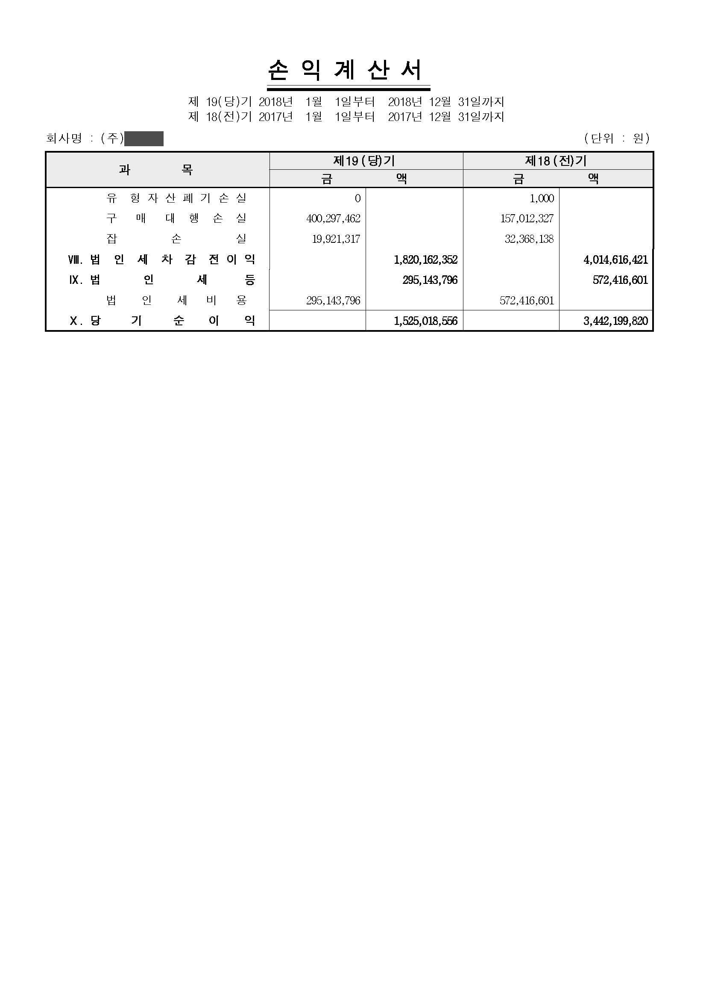 손 익 계 산 서
제 19(당)기 2018년 1월 1일부터 2018년 12월 31일까지
제 18(전)기 2017년 1월 1일부터 2017년 12월 31일까지
회사명 : (주) (단위 : 원)
과 목 제19(당)기 제18(전)기
금 액 금 액
유 형 자 산 폐 기 손 실 0 1,000
구 매 대 행 손 실 400,297,462 157,012,327
잡 손 실 19,921,317 32,368,138
Ⅷ. 법 인 세 차 감 전 이 익 1,820,162,352 4,014,616,421
Ⅸ. 법 인 세 등 295,143,796 572,416,601
법 인 세 비 용 295,143,796 572,416,601
Ⅹ. 당 기 순 이 익 1,525,018,556 3,442,199,820